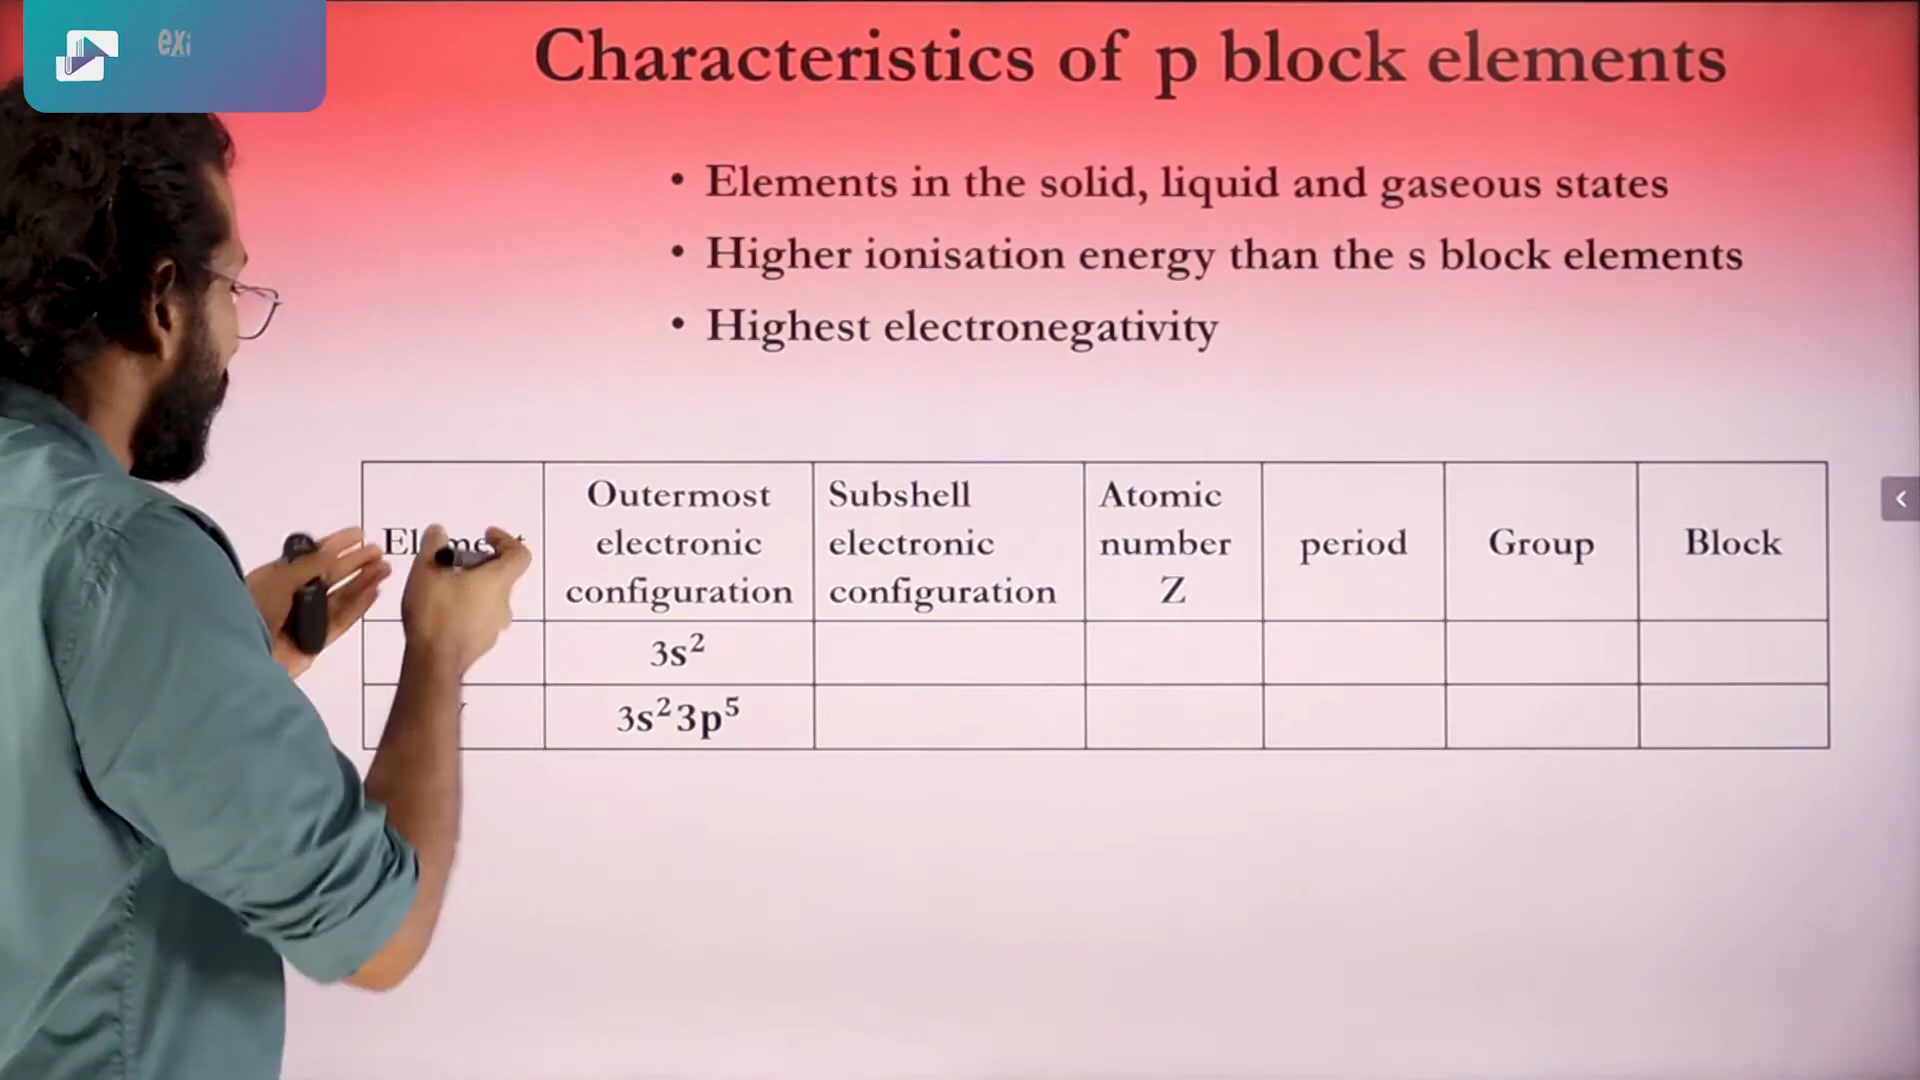 exi
Characteristics of p block elements
• Elements in the solid, liquid and gaseous states
• Higher ionisation energy than the s block elements
• Highest electronegativity
Outermost electronic configuration
Subshell electronic configuration
Atomic number Z
period
Group
Block
3s²
3s²3p⁵